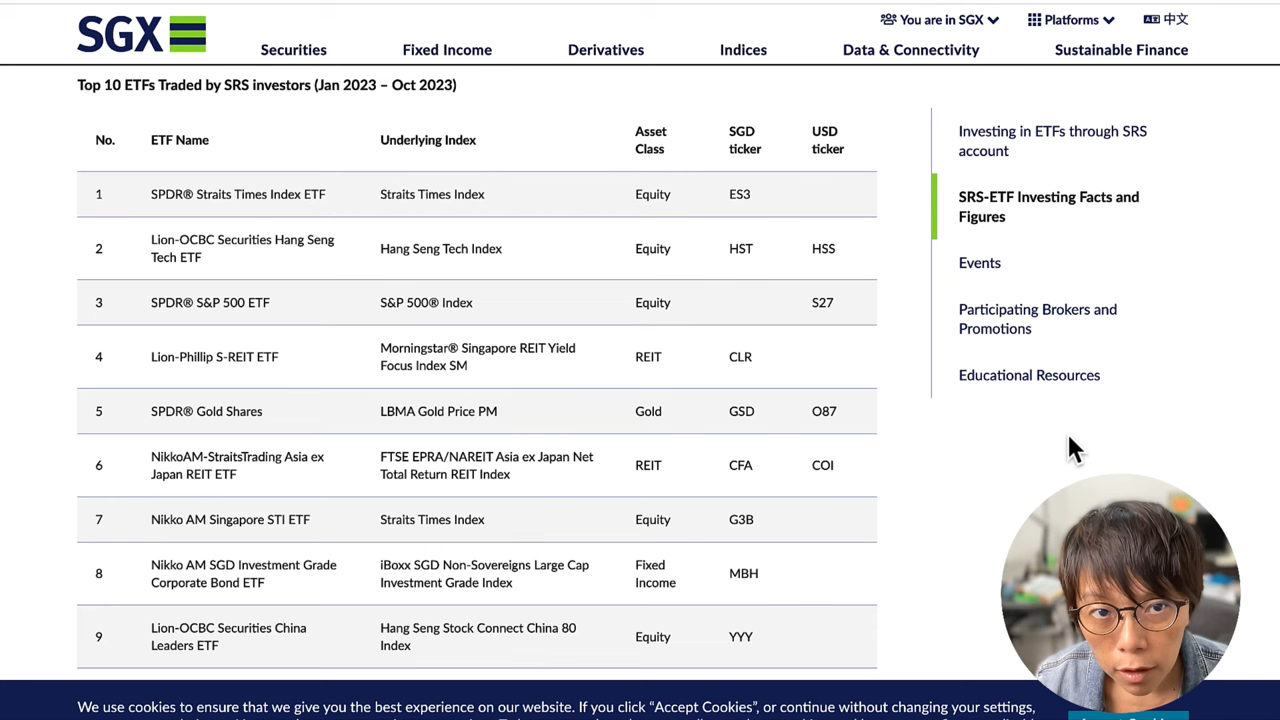 SGX
You are in SGX
Platforms
中文
Securities
Fixed Income
Derivatives
Indices
Data & Connectivity
Sustainable Finance
Top 10 ETFs Traded by SRS investors (Jan 2023 – Oct 2023)
No.
ETF Name
Underlying Index
Asset
Class
SGD
ticker
USD
ticker
1
SPDR® Straits Times Index ETF
Straits Times Index
Equity
ES3
2
Lion-OCBC Securities Hang Seng
Tech ETF
Hang Seng Tech Index
Equity
HST
HSS
3
SPDR® S&P 500 ETF
S&P 500® Index
Equity
S27
4
Lion-Phillip S-REIT ETF
Morningstar® Singapore REIT Yield
Focus Index SM
REIT
CLR
5
SPDR® Gold Shares
LBMA Gold Price PM
Gold
GSD
O87
6
NikkoAM-StraitsTrading Asia ex
Japan REIT ETF
FTSE EPRA/NAREIT Asia ex Japan Net
Total Return REIT Index
REIT
CFA
COI
7
Nikko AM Singapore STI ETF
Straits Times Index
Equity
G3B
8
Nikko AM SGD Investment Grade
Corporate Bond ETF
iBoxx SGD Non-Sovereigns Large Cap
Investment Grade Index
Fixed
Income
MBH
9
Lion-OCBC Securities China
Leaders ETF
Hang Seng Stock Connect China 80
Index
Equity
YYY
Investing in ETFs through SRS
account
SRS-ETF Investing Facts and
Figures
Events
Participating Brokers and
Promotions
Educational Resources
We use cookies to ensure that we give you the best experience on our website. If you click “Accept Cookies”, or continue without changing your settings,